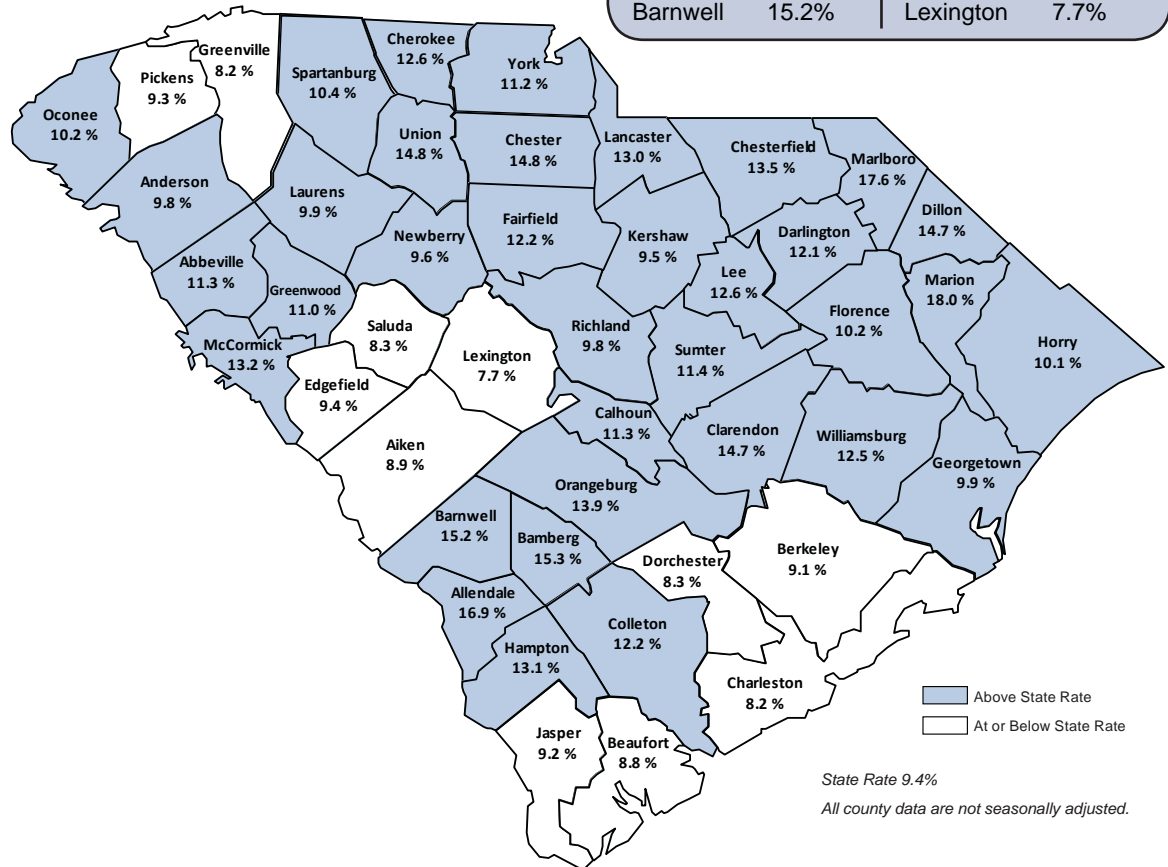 Barnwell 15.2% Lexington 7.7%
Greenville
8.2 %
Cherokee
12.6 %
York
11.2 %
Pickens
9.3 %
Spartanburg
10.4 %
Oconee
10.2 %
Union
14.8 %
Chester
14.8 %
Lancaster
13.0 %
Chesterfield
13.5 %
Marlboro
17.6 %
Anderson
9.8 %
Laurens
9.9 %
Dillon
14.7 %
Newberry
9.6 %
Fairfield
12.2 %
Kershaw
9.5 %
Darlington
12.1 %
Abbeville
11.3 %
Greenwood
11.0 %
Lee
12.6 %
Marion
18.0 %
Florence
10.2 %
Saluda
8.3 %
Richland
9.8 %
Horry
10.1 %
McCormick
13.2 %
Lexington
7.7 %
Sumter
11.4 %
Edgefield
9.4 %
Calhoun
11.3 %
Clarendon
14.7 %
Williamsburg
12.5 %
Aiken
8.9 %
Georgetown
9.9 %
Orangeburg
13.9 %
Barnwell
15.2 %
Bamberg
15.3 %
Berkeley
9.1 %
Dorchester
8.3 %
Allendale
16.9 %
Colleton
12.2 %
Hampton
13.1 %
Charleston
8.2 %
Above State Rate
At or Below State Rate
Jasper
9.2 %
Beaufort
8.8 %
State Rate 9.4%
All county data are not seasonally adjusted.